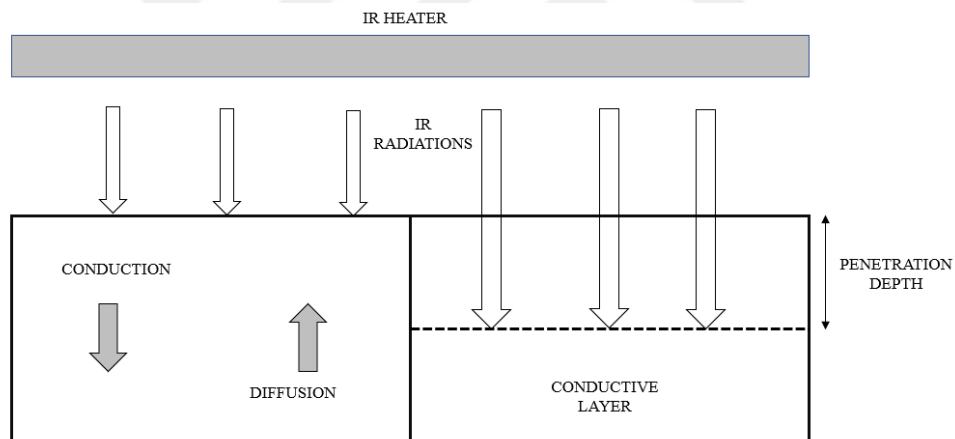 IR HEATER
IR
RADIATIONS
CONDUCTION
PENETRATION
DEPTH
DIFFUSION
CONDUCTIVE
LAYER